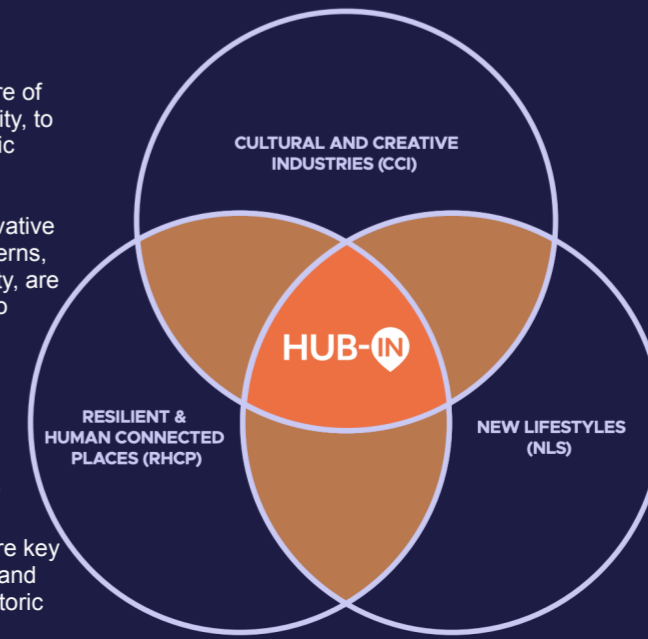 re of
ity, to
ic
vative
erns,
ty, are
o
re key
and
toric
CULTURAL AND CREATIVE
INDUSTRIES (CCI)
HUB-IN
RESILIENT &
HUMAN CONNECTED
PLACES (RHCP)
NEW LIFESTYLES
(NLS)